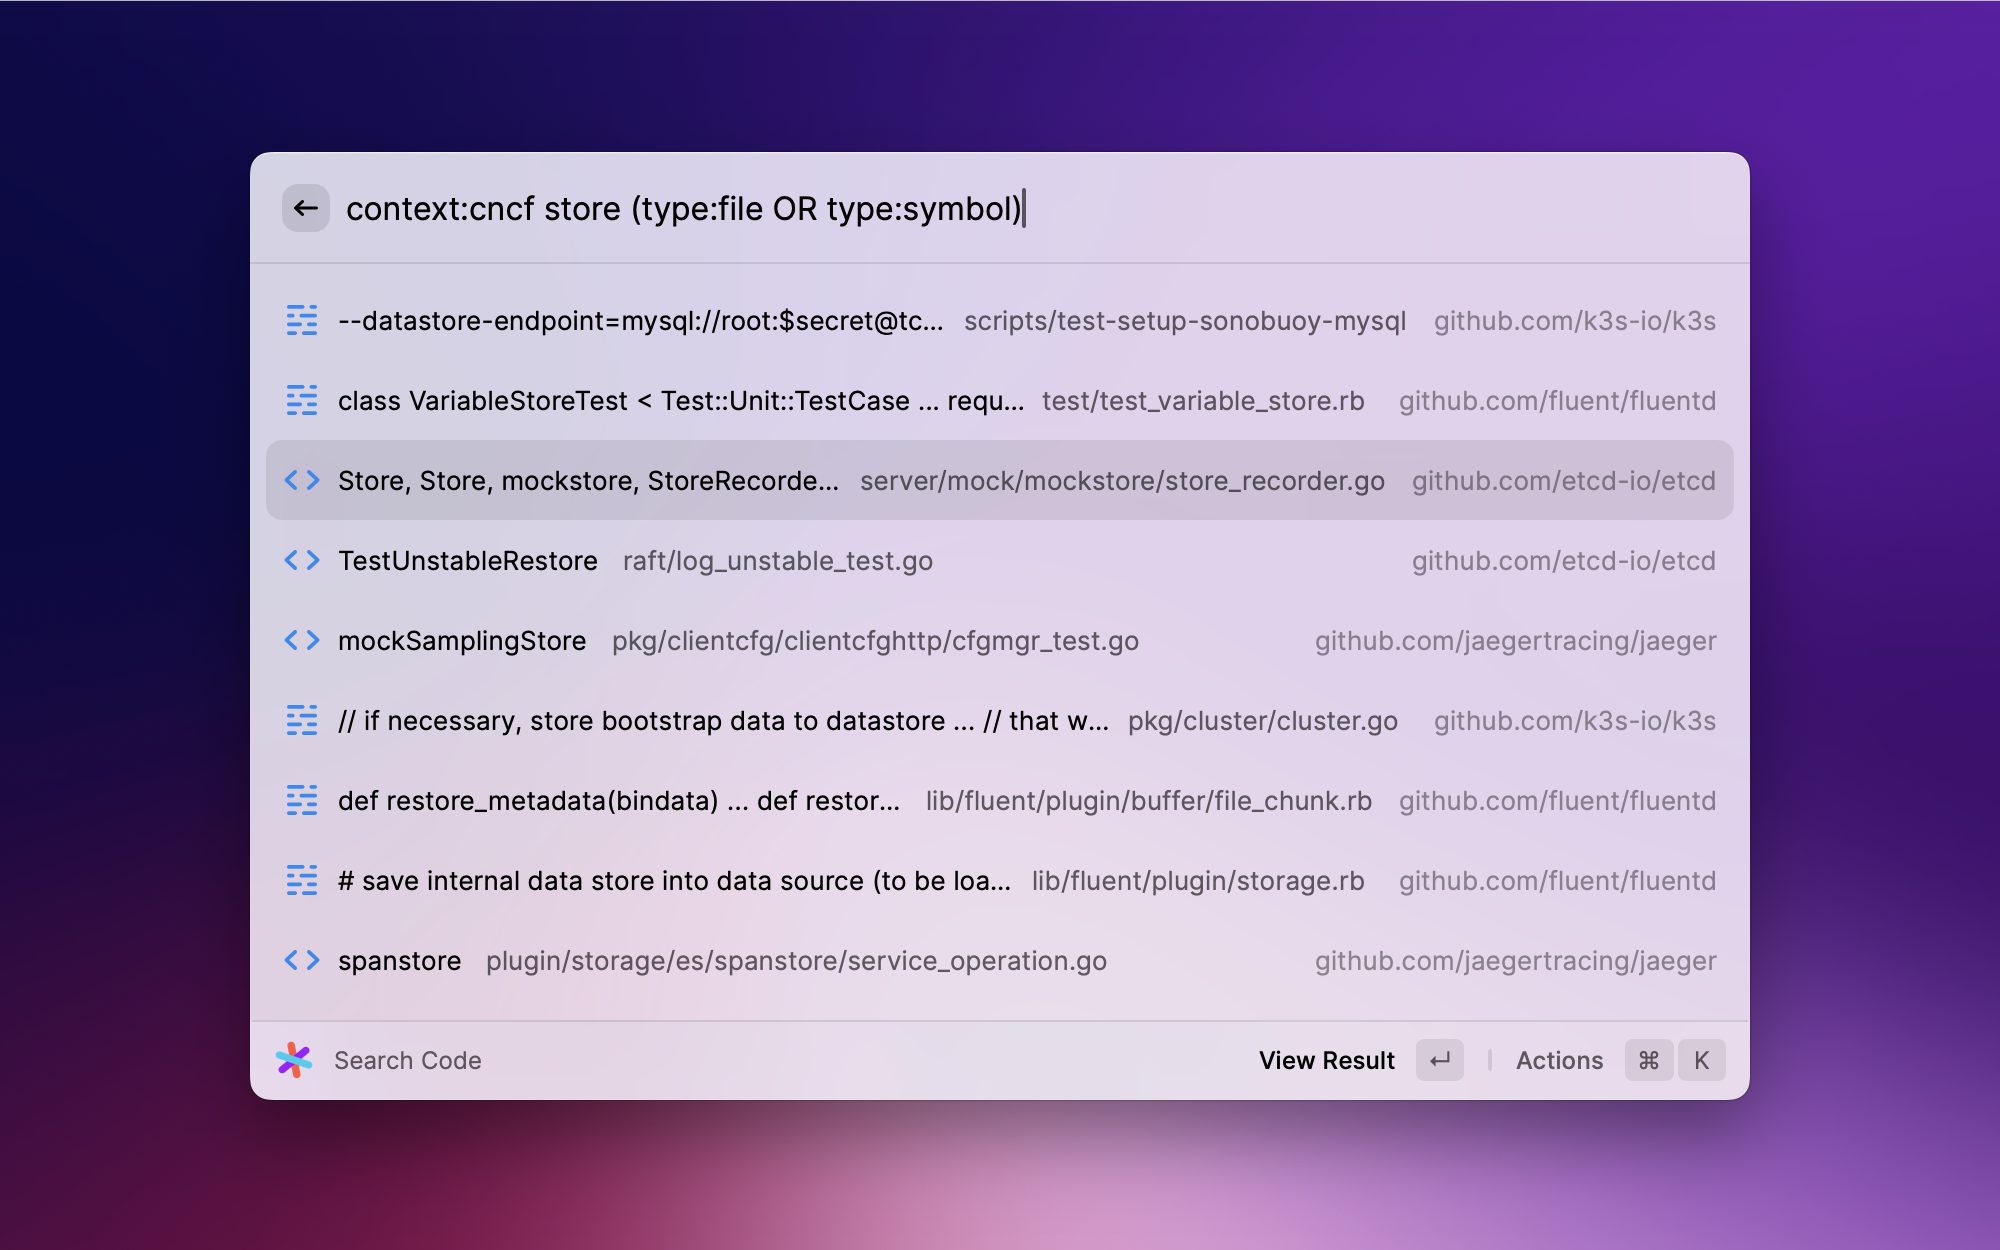 context:cncf store (type:file OR type:symbol)
--datastore-endpoint=mysql://root:$secret@tc... scripts/test-setup-sonobuoy-mysql github.com/k3s-io/k3s
class VariableStoreTest < Test::Unit::TestCase ... requ... test/test_variable_store.rb github.com/fluent/fluentd
Store, Store, mockstore, StoreRecorde... server/mock/mockstore/store_recorder.go github.com/etcd-io/etcd
TestUnstableRestore raft/log_unstable_test.go github.com/etcd-io/etcd
mockSamplingStore pkg/clientcfg/clientcfghttp/cfgmgr_test.go github.com/jaegertracing/jaeger
// if necessary, store bootstrap data to datastore ... // that w... pkg/cluster/cluster.go github.com/k3s-io/k3s
def restore_metadata(bindata) ... def restor... lib/fluent/plugin/buffer/file_chunk.rb github.com/fluent/fluentd
# save internal data store into data source (to be loa... lib/fluent/plugin/storage.rb github.com/fluent/fluentd
spanstore plugin/storage/es/spanstore/service_operation.go github.com/jaegertracing/jaeger
Search Code View Result ↵ Actions ⌘ K